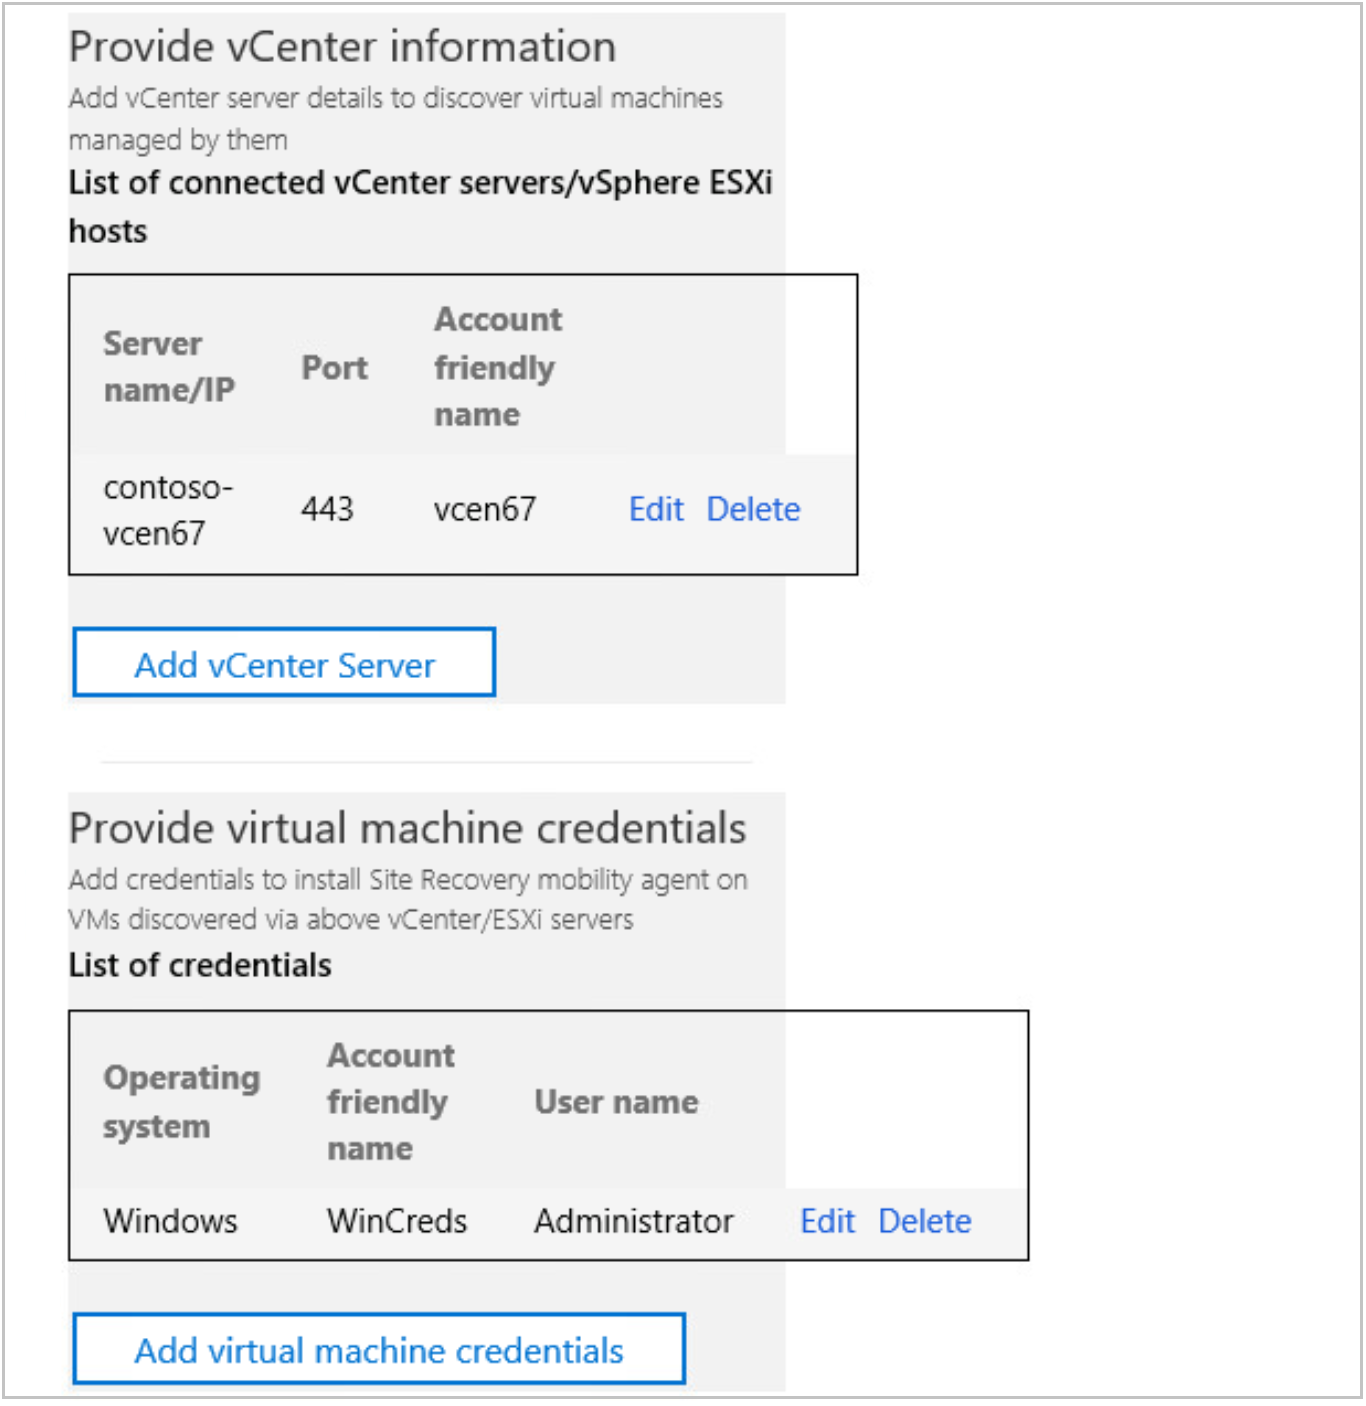 Provide vCenter information
Add vCenter server details to discover virtual machines
managed by them
List of connected vCenter servers/vSphere ESXi
hosts
Server
name/IP
Port
Account
friendly
name
contoso-
vcen67
443
vcen67
Edit Delete
Add vCenter Server
Provide virtual machine credentials
Add credentials to install Site Recovery mobility agent on
VMs discovered via above vCenter/ESXi servers
List of credentials
Operating
system
Account
friendly
name
User name
Windows
WinCreds
Administrator
Edit Delete
Add virtual machine credentials